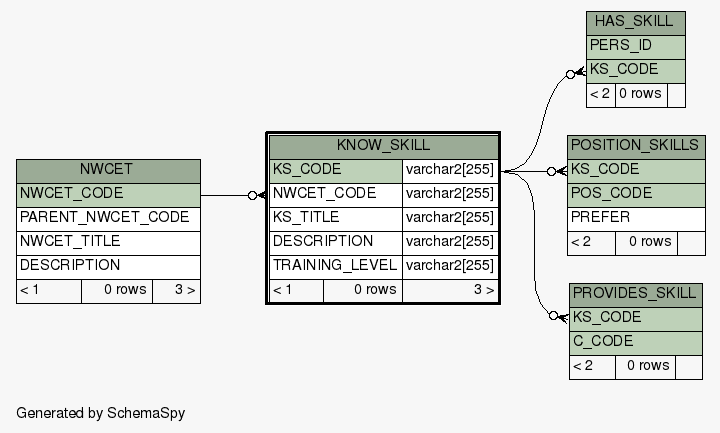 HAS_SKILL
PERS_ID
KS_CODE
< 2 0 rows
KNOW_SKILL
KS_CODE varchar2[255]
NWCET_CODE varchar2[255]
KS_TITLE varchar2[255]
DESCRIPTION varchar2[255]
TRAINING_LEVEL varchar2[255]
< 1 0 rows 3 >
POSITION_SKILLS
KS_CODE
POS_CODE
PREFER
< 2 0 rows
NWCET
NWCET_CODE
PARENT_NWCET_CODE
NWCET_TITLE
DESCRIPTION
< 1 0 rows 3 >
PROVIDES_SKILL
KS_CODE
C_CODE
< 2 0 rows
Generated by SchemaSpy